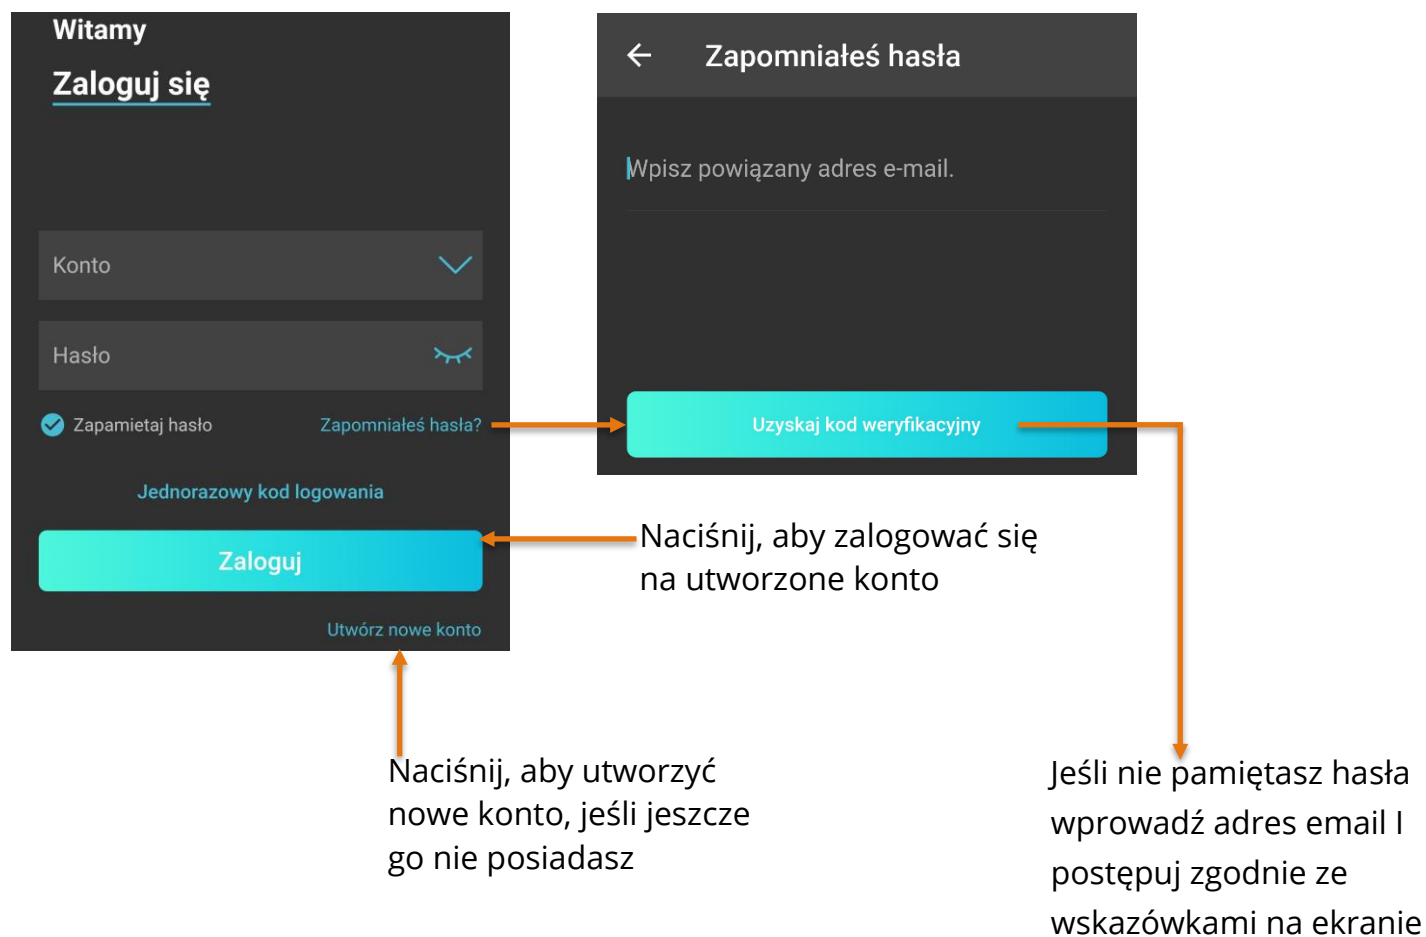 Witamy
Zaloguj się
Konto
Hasło
Zapamietaj hasło
Zapomniałeś hasła?
Jednorazowy kod logowania
Zaloguj
Utwórz nowe konto
Zapomniałeś hasła
Wpisz powiązany adres e-mail.
Uzyskaj kod weryfikacyjny
Naciśnij, aby zalogować się
na utworzone konto
Naciśnij, aby utworzyć
nowe konto, jeśli jeszcze
go nie posiadasz
Jeśli nie pamiętasz hasła
wprowadź adres email I
postępuj zgodnie ze
wskazówkami na ekranie